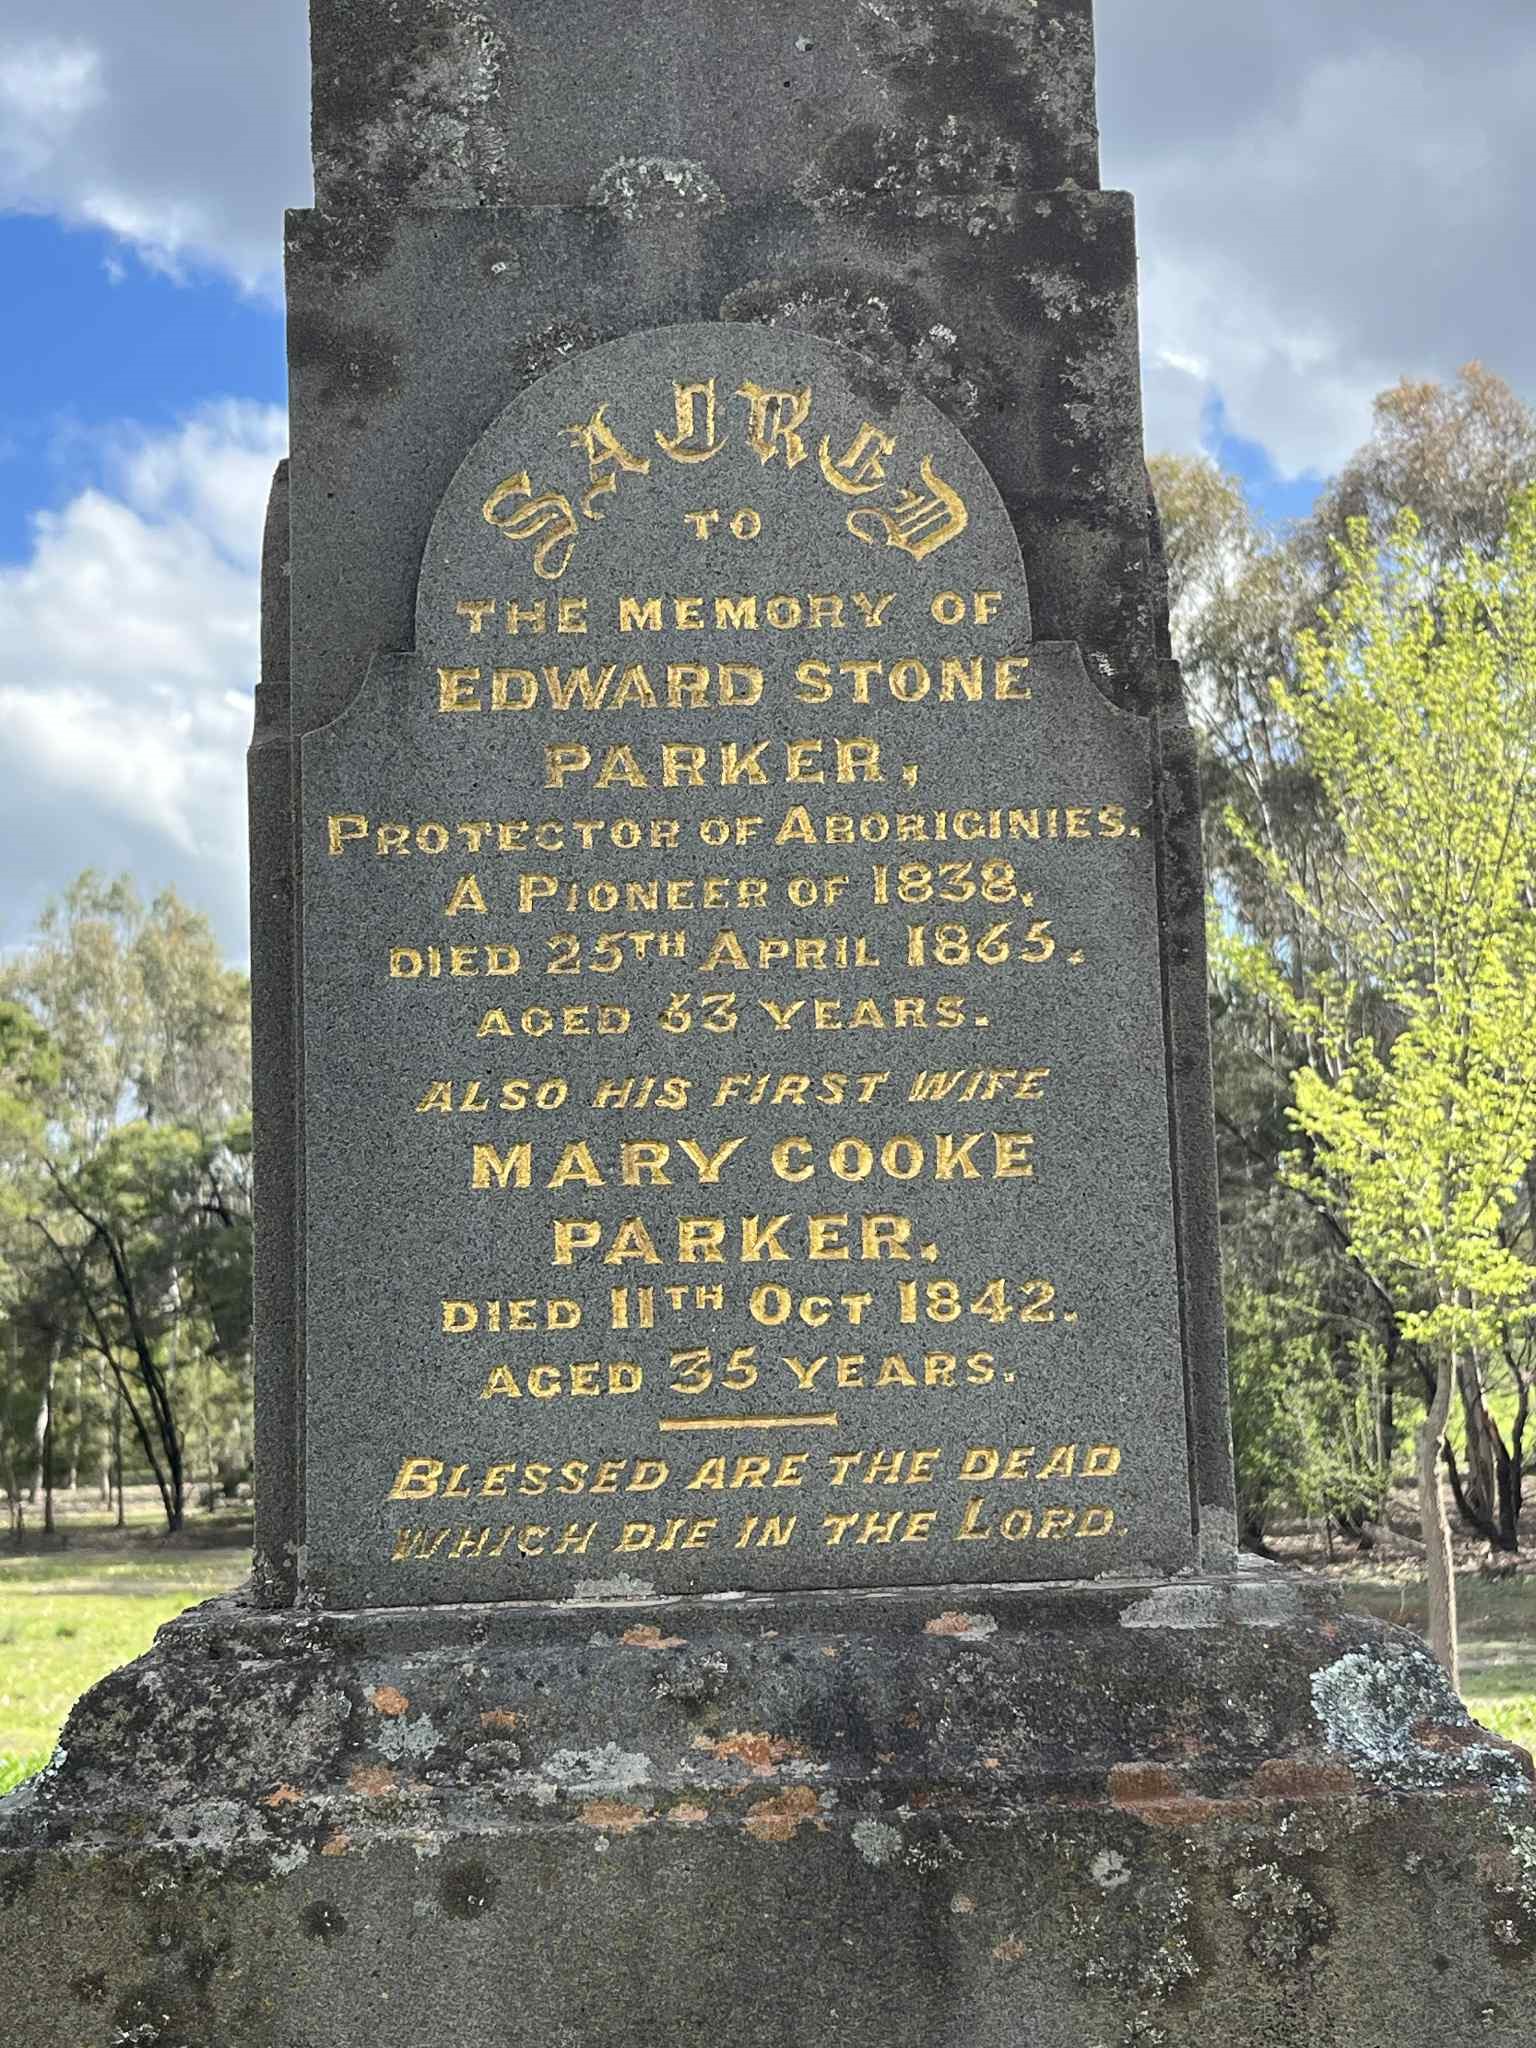 SACRED
TO
THE MEMORY OF
EDWARD STONE
PARKER,
PROTECTOR OF ABORIGINIES.
A PIONEER OF 1838.
DIED 25TH APRIL 1865.
AGED 63 YEARS.
ALSO HIS FIRST WIFE
MARY COOKE
PARKER,
DIED 11TH OCT 1842.
AGED 35 YEARS.
BLESSED ARE THE DEAD
WHICH DIE IN THE LORD.